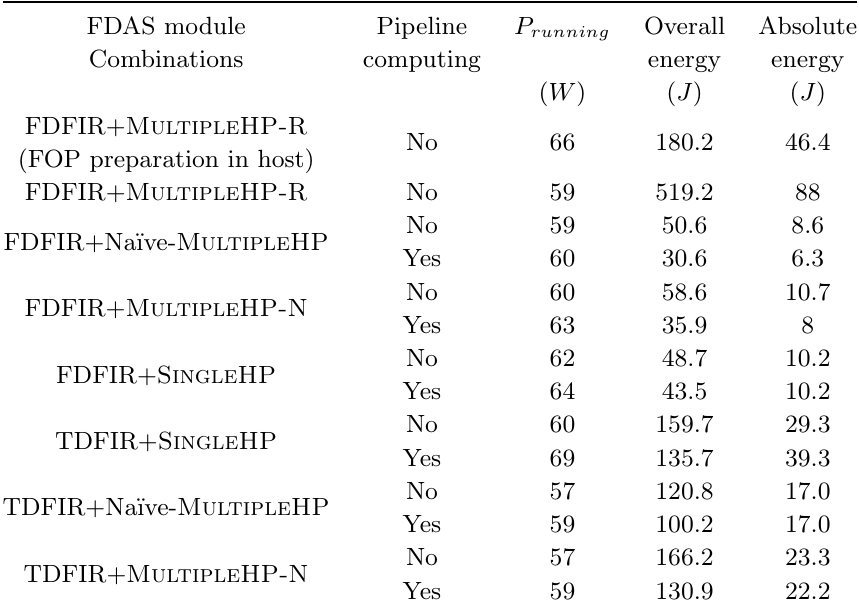 FDAS module Pipeline P_running Overall Absolute
Combinations computing energy energy
(W) (J) (J)
FDFIR+MULTIPLEHP-R
(FOP preparation in host) No 66 180.2 46.4
FDFIR+MULTIPLEHP-R No 59 519.2 88
FDFIR+Naïve-MULTIPLEHP No 59 50.6 8.6
Yes 60 30.6 6.3
FDFIR+MULTIPLEHP-N No 60 58.6 10.7
Yes 63 35.9 8
FDFIR+SINGLEHP No 62 48.7 10.2
Yes 64 43.5 10.2
TDFIR+SINGLEHP No 60 159.7 29.3
Yes 69 135.7 39.3
TDFIR+Naïve-MULTIPLEHP No 57 120.8 17.0
Yes 59 100.2 17.0
TDFIR+MULTIPLEHP-N No 57 166.2 23.3
Yes 59 130.9 22.2